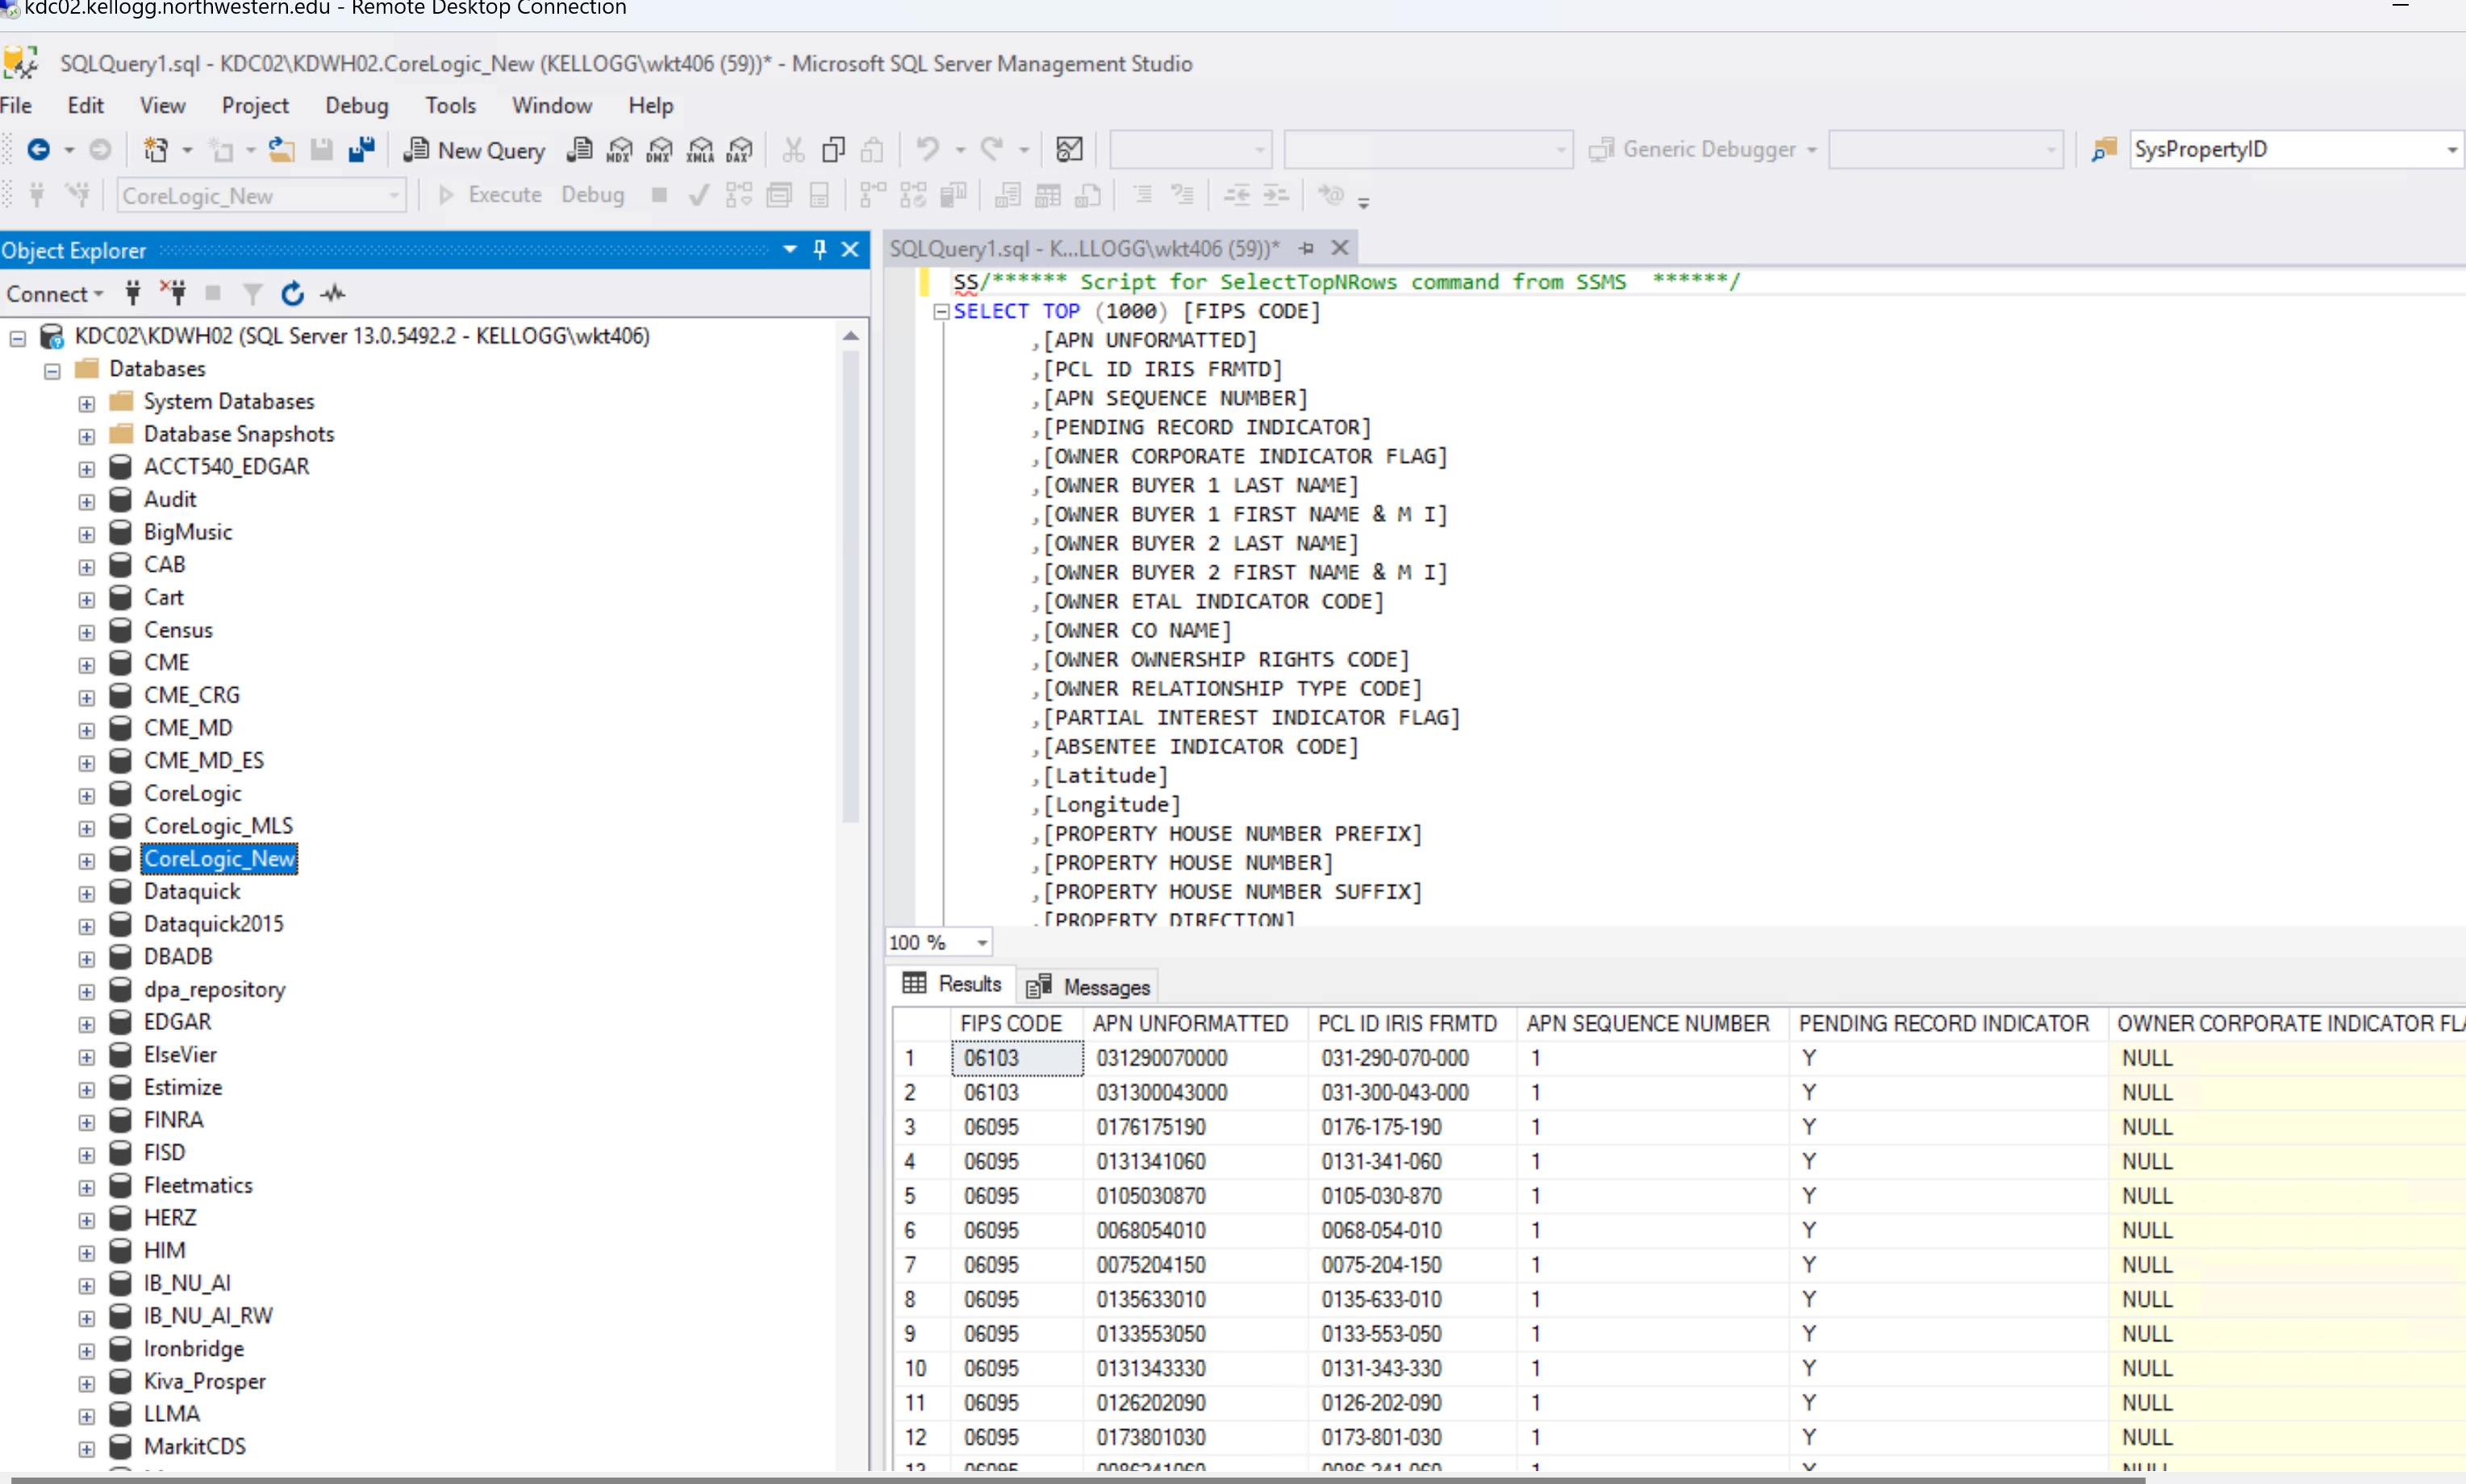 kdc02.kellogg.northwestern.edu - Remote Desktop Connection
SQLQuery1.sql - KDC02\KDWH02.CoreLogic_New (KELLOGG\wkt406 (59))* - Microsoft SQL Server Management Studio
File Edit View Project Debug Tools Window Help
New Query MDX DMX XMLA DAX Generic Debugger SysPropertyID
CoreLogic_New Execute Debug
Object Explorer
Connect
KDC02\KDWH02 (SQL Server 13.0.5492.2 - KELLOGG\wkt406)
Databases
System Databases
Database Snapshots
ACCT540_EDGAR
Audit
BigMusic
CAB
Cart
Census
CME
CME_CRG
CME_MD
CME_MD_ES
CoreLogic
CoreLogic_MLS
CoreLogic_New
Dataquick
Dataquick2015
DBADB
dpa_repository
EDGAR
ElseVier
Estimize
FINRA
FISD
Fleetmatics
HERZ
HIM
IB_NU_AI
IB_NU_AI_RW
Ironbridge
Kiva_Prosper
LLMA
MarkitCDS
SQLQuery1.sql - K...LLOGG\wkt406 (59))*
SS/****** Script for SelectTopNRows command from SSMS ******/
SELECT TOP (1000) [FIPS CODE]
,[APN UNFORMATTED]
,[PCL ID IRIS FRMTD]
,[APN SEQUENCE NUMBER]
,[PENDING RECORD INDICATOR]
,[OWNER CORPORATE INDICATOR FLAG]
,[OWNER BUYER 1 LAST NAME]
,[OWNER BUYER 1 FIRST NAME & M I]
,[OWNER BUYER 2 LAST NAME]
,[OWNER BUYER 2 FIRST NAME & M I]
,[OWNER ETAL INDICATOR CODE]
,[OWNER CO NAME]
,[OWNER OWNERSHIP RIGHTS CODE]
,[OWNER RELATIONSHIP TYPE CODE]
,[PARTIAL INTEREST INDICATOR FLAG]
,[ABSENTEE INDICATOR CODE]
,[Latitude]
,[Longitude]
,[PROPERTY HOUSE NUMBER PREFIX]
,[PROPERTY HOUSE NUMBER]
,[PROPERTY HOUSE NUMBER SUFFIX]
,[PROPERTY DIRECTION]
100 %
Results Messages
FIPS CODE APN UNFORMATTED PCL ID IRIS FRMTD APN SEQUENCE NUMBER PENDING RECORD INDICATOR OWNER CORPORATE INDICATOR FLA
1 06103 031290070000 031-290-070-000 1 Y NULL
2 06103 031300043000 031-300-043-000 1 Y NULL
3 06095 0176175190 0176-175-190 1 Y NULL
4 06095 0131341060 0131-341-060 1 Y NULL
5 06095 0105030870 0105-030-870 1 Y NULL
6 06095 0068054010 0068-054-010 1 Y NULL
7 06095 0075204150 0075-204-150 1 Y NULL
8 06095 0135633010 0135-633-010 1 Y NULL
9 06095 0133553050 0133-553-050 1 Y NULL
10 06095 0131343330 0131-343-330 1 Y NULL
11 06095 0126202090 0126-202-090 1 Y NULL
12 06095 0173801030 0173-801-030 1 Y NULL